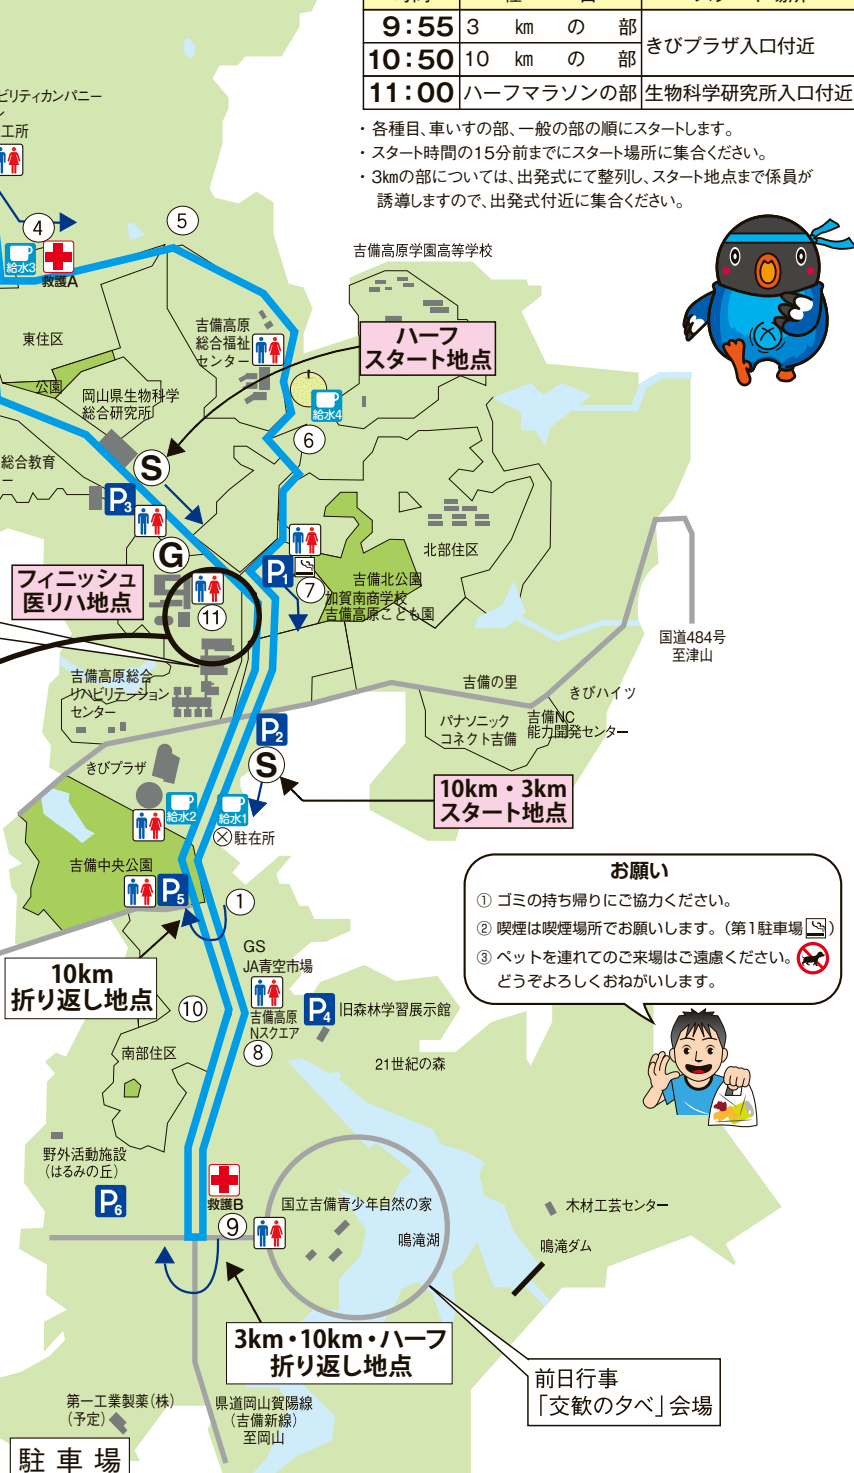 9:55 3 km の 部
きびプラザ入口付近
10:50 10 km の 部
11:00 ハーフマラソンの部 生物科学研究所入口付近
・各種目、車いすの部、一般の部の順にスタートします。
・スタート時間の15分前までにスタート場所に集合ください。
・3kmの部については、出発式にて整列し、スタート地点まで係員が
誘導しますので、出発式付近に集合ください。
ビリティカンパニー
工所
4
5
給水3
救護A
吉備高原学園高等学校
東住区
吉備高原
総合福祉
センター
ハーフ
スタート地点
公園
岡山県生物科学
総合研究所
給水4
6
総合教育
ー
S
P3
G
北部住区
フィニッシュ
医リハ地点
P1
7
吉備北公園
加賀南商学校
吉備高原こども園
11
国道484号
至津山
吉備高原総合
リハビリテーション
センター
吉備の里
きびハイツ
パナソニック
コネクト吉備
吉備NC
能力開発センター
P2
S
きびプラザ
10km・3km
スタート地点
給水2
給水1
駐在所
吉備中央公園
P5
1
お願い
① ゴミの持ち帰りにご協力ください。
② 喫煙は喫煙場所でお願いします。(第1駐車場)
③ ペットを連れてのご来場はご遠慮ください。
どうぞよろしくおねがいします。
10km
折り返し地点
GS
JA青空市場
吉備高原
Nスクエア
P4
旧森林学習展示館
10
8
南部住区
21世紀の森
野外活動施設
(はるみの丘)
P6
救護B
9
国立吉備青少年自然の家
鳴滝湖
木材工芸センター
鳴滝ダム
3km・10km・ハーフ
折り返し地点
前日行事
「交歓の夕べ」会場
第一工業製薬(株)
(予定)
県道岡山賀陽線
(吉備新線)
至岡山
駐車場